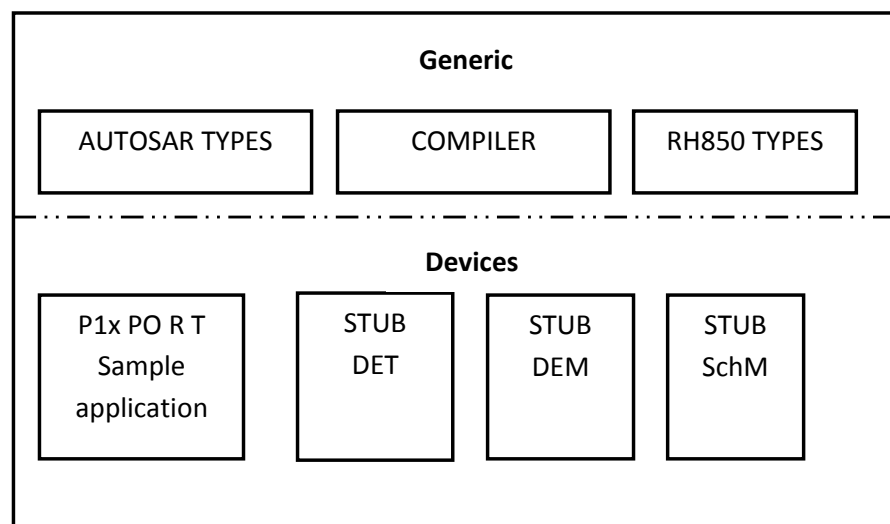 Generic
AUTOSAR TYPES
COMPILER
RH850 TYPES
Devices
P1x PO R T
Sample
application
STUB
DET
STUB
DEM
STUB
SchM